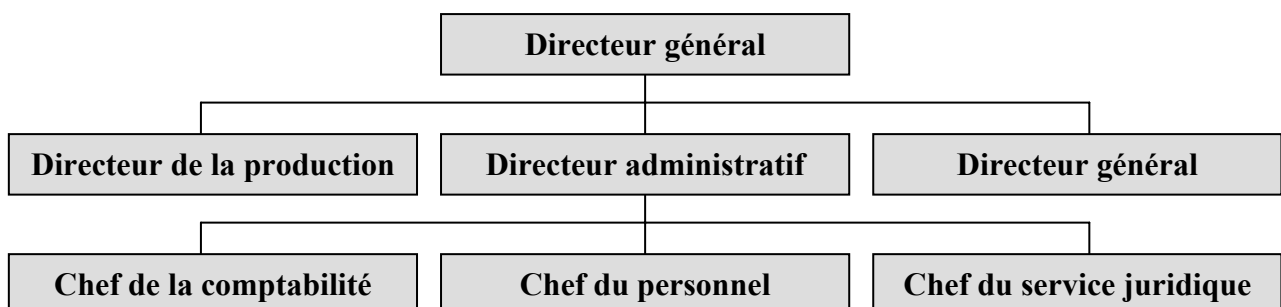 Directeur général
Directeur de la production
Directeur administratif
Directeur général
Chef de la comptabilité
Chef du personnel
Chef du service juridique